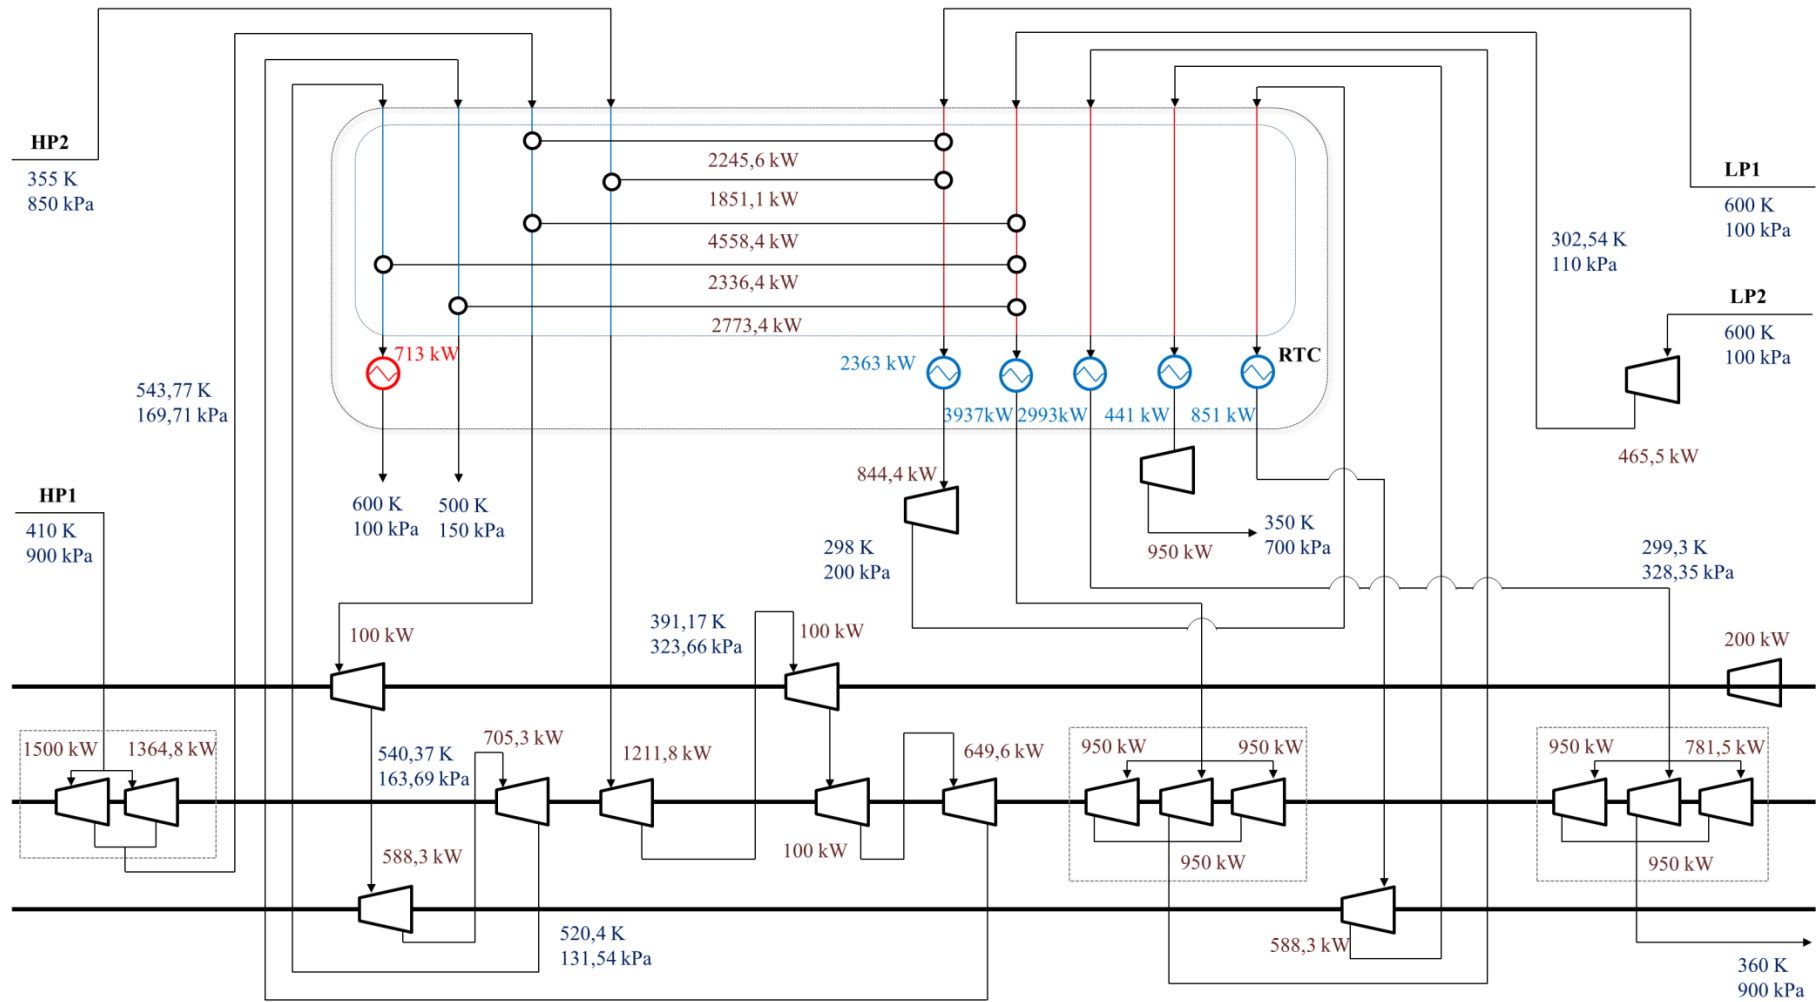 HP2
355 K
850 kPa
LP1
600 K
100 kPa
2245,6 kW
1851,1 kW
4558,4 kW
2336,4 kW
2773,4 kW
302,54 K
110 kPa
LP2
600 K
100 kPa
713 kW
2363 kW
RTC
543,77 K
169,71 kPa
3937kW
2993kW
441 kW
851 kW
465,5 kW
844,4 kW
HP1
410 K
900 kPa
600 K
100 kPa
500 K
150 kPa
350 K
700 kPa
950 kW
298 K
200 kPa
299,3 K
328,35 kPa
100 kW
391,17 K
323,66 kPa
100 kW
200 kW
1500 kW
1364,8 kW
540,37 K
163,69 kPa
705,3 kW
1211,8 kW
649,6 kW
950 kW
950 kW
950 kW
781,5 kW
588,3 kW
100 kW
950 kW
950 kW
520,4 K
131,54 kPa
588,3 kW
360 K
900 kPa